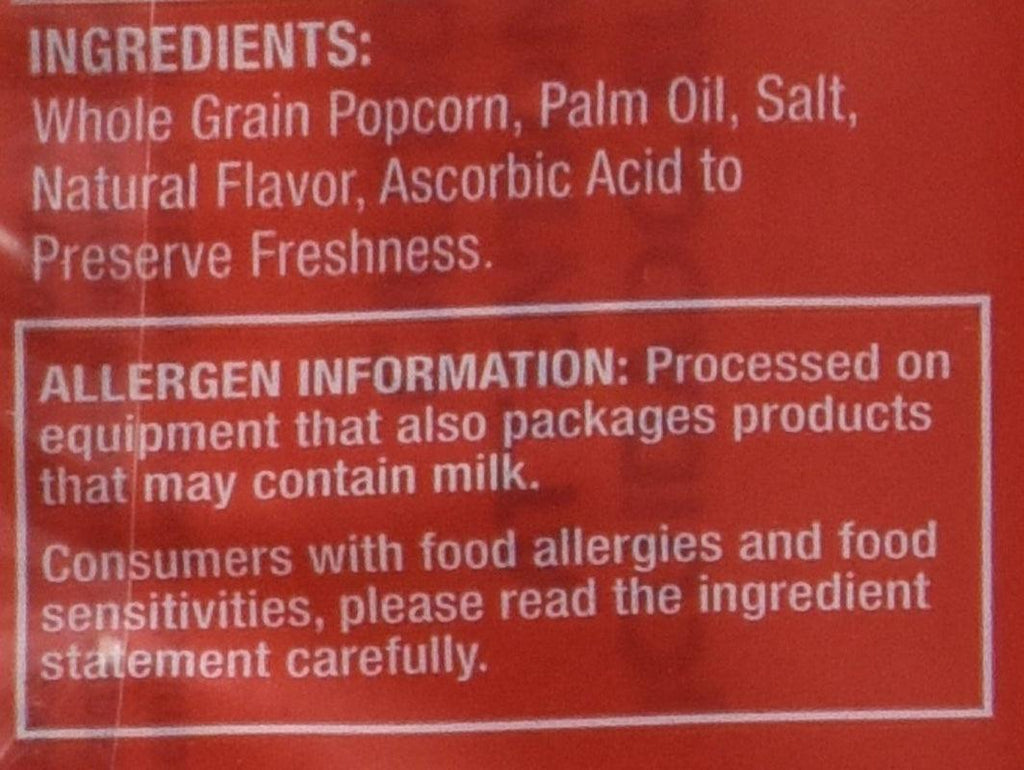 INGREDIENTS:
Whole Grain Popcorn, Palm Oil, Salt,
Natural Flavor, Ascorbic Acid to
Preserve Freshness.
ALLERGEN INFORMATION: Processed on
equipment that also packages products
that may contain milk.
Consumers with food allergies and food
sensitivities, please read the ingredient
statement carefully.